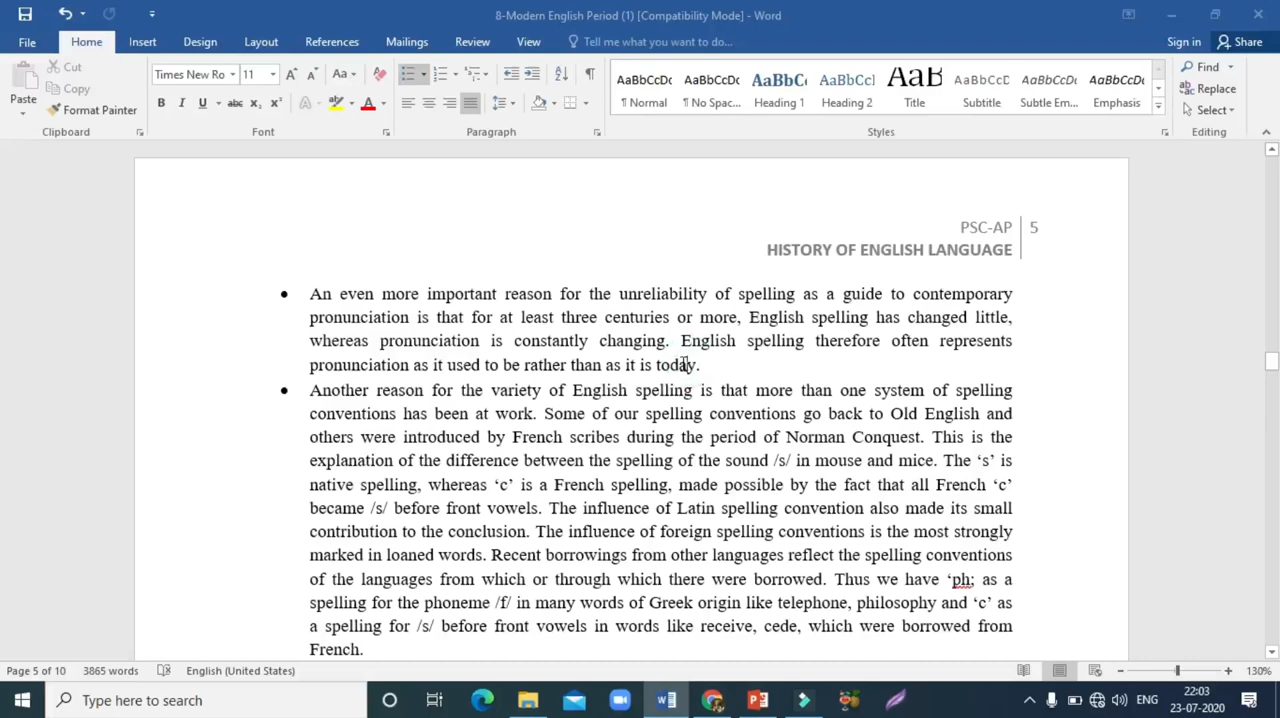 8-Modern English Period (1) [Compatibility Mode] - Word
File Home Insert Design Layout References Mailings Review View Tell me what you want to do... Sign in Share
Cut
Copy
Format Painter
Paste
Clipboard
Times New Ro 11
Aa
B I U abc X₂ X² A A
Font
Paragraph
AaBbCcDc AaBbCcDc AaBbC AaBbCcI AaB AaBbCcD AaBbCcDc AaBbCcDc
¶ Normal ¶ No Spac... Heading 1 Heading 2 Title Subtitle Subtle Em... Emphasis
Styles
Find
Replace
Select
Editing
PSC-AP 5
HISTORY OF ENGLISH LANGUAGE
• An even more important reason for the unreliability of spelling as a guide to contemporary
pronunciation is that for at least three centuries or more, English spelling has changed little,
whereas pronunciation is constantly changing. English spelling therefore often represents
pronunciation as it used to be rather than as it is today.
• Another reason for the variety of English spelling is that more than one system of spelling
conventions has been at work. Some of our spelling conventions go back to Old English and
others were introduced by French scribes during the period of Norman Conquest. This is the
explanation of the difference between the spelling of the sound /s/ in mouse and mice. The ‘s’ is
native spelling, whereas ‘c’ is a French spelling, made possible by the fact that all French ‘c’
became /s/ before front vowels. The influence of Latin spelling convention also made its small
contribution to the conclusion. The influence of foreign spelling conventions is the most strongly
marked in loaned words. Recent borrowings from other languages reflect the spelling conventions
of the languages from which or through which there were borrowed. Thus we have ‘ph; as a
spelling for the phoneme /f/ in many words of Greek origin like telephone, philosophy and ‘c’ as
a spelling for /s/ before front vowels in words like receive, cede, which were borrowed from
French.
Page 5 of 10 3865 words English (United States) 130%
Type here to search
ENG
22:03
23-07-2020